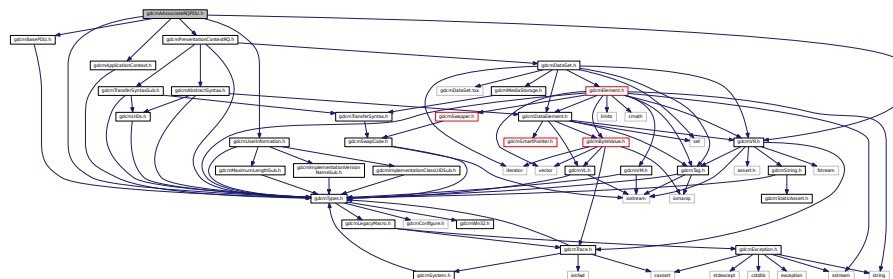 gdcmAAssociateRQPDU.h
gdcmBasePDU.h
gdcmPresentationContextRQ.h
gdcmApplicationContext.h
gdcmDataSet.h
gdcmTransferSyntaxSub.h
gdcmAbstractSyntax.h
gdcmDataSet.txx
gdcmMediaStorage.h
gdcmElement.h
gdcmUIDs.h
gdcmTransferSyntax.h
gdcmSwapper.h
gdcmDataElement.h
limits
cmath
gdcmUserInformation.h
gdcmSwapCode.h
gdcmSmartPointer.h
gdcmByteValue.h
set
gdcmVR.h
gdcmMaximumLengthSub.h
gdcmImplementationVersion
NameSub.h
gdcmImplementationClassUIDSub.h
iterator
vector
gdcmVL.h
gdcmVM.h
gdcmTag.h
assert.h
gdcmString.h
fstream
gdcmTypes.h
iostream
iomanip
gdcmStaticAssert.h
gdcmLegacyMacro.h
gdcmConfigure.h
gdcmWin32.h
gdcmTrace.h
gdcmException.h
gdcmSystem.h
iosfwd
cassert
stdexcept
cstdlib
exception
sstream
string